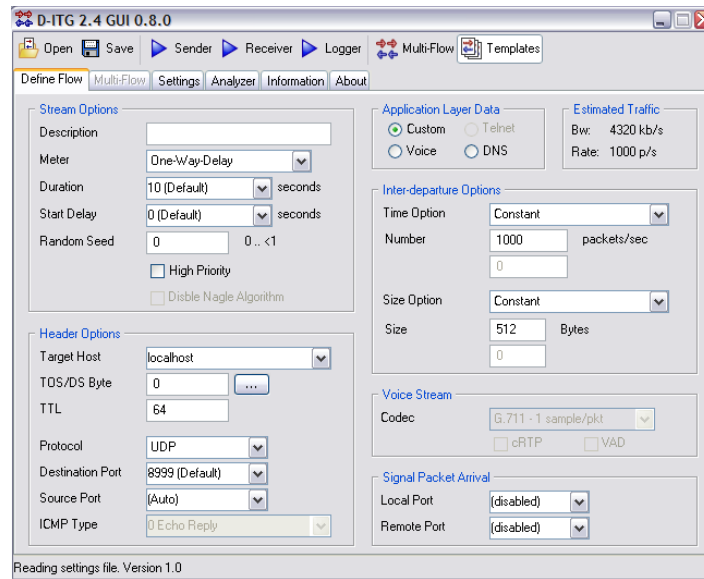 D-ITG 2.4 GUI 0.8.0
Open Save Sender Receiver Logger Multi-Flow Templates
Define Flow Multi-Flow Settings Analyzer Information About
Stream Options
Description
Meter One-Way-Delay
Duration 10 (Default) seconds
Start Delay 0 (Default) seconds
Random Seed 0 0 .. <1
High Priority
Disble Nagle Algorithm
Header Options
Target Host localhost
TOS/DS Byte 0 ...
TTL 64
Protocol UDP
Destination Port 8999 (Default)
Source Port (Auto)
ICMP Type 0 Echo Reply
Application Layer Data
Custom Telnet
Voice DNS
Estimated Traffic
Bw: 4320 kb/s
Rate: 1000 p/s
Inter-departure Options
Time Option Constant
Number 1000 packets/sec
0
Size Option Constant
Size 512 Bytes
0
Voice Stream
Codec G.711 - 1 sample/pkt
cRTP VAD
Signal Packet Arrival
Local Port (disabled)
Remote Port (disabled)
Reading settings file. Version 1.0